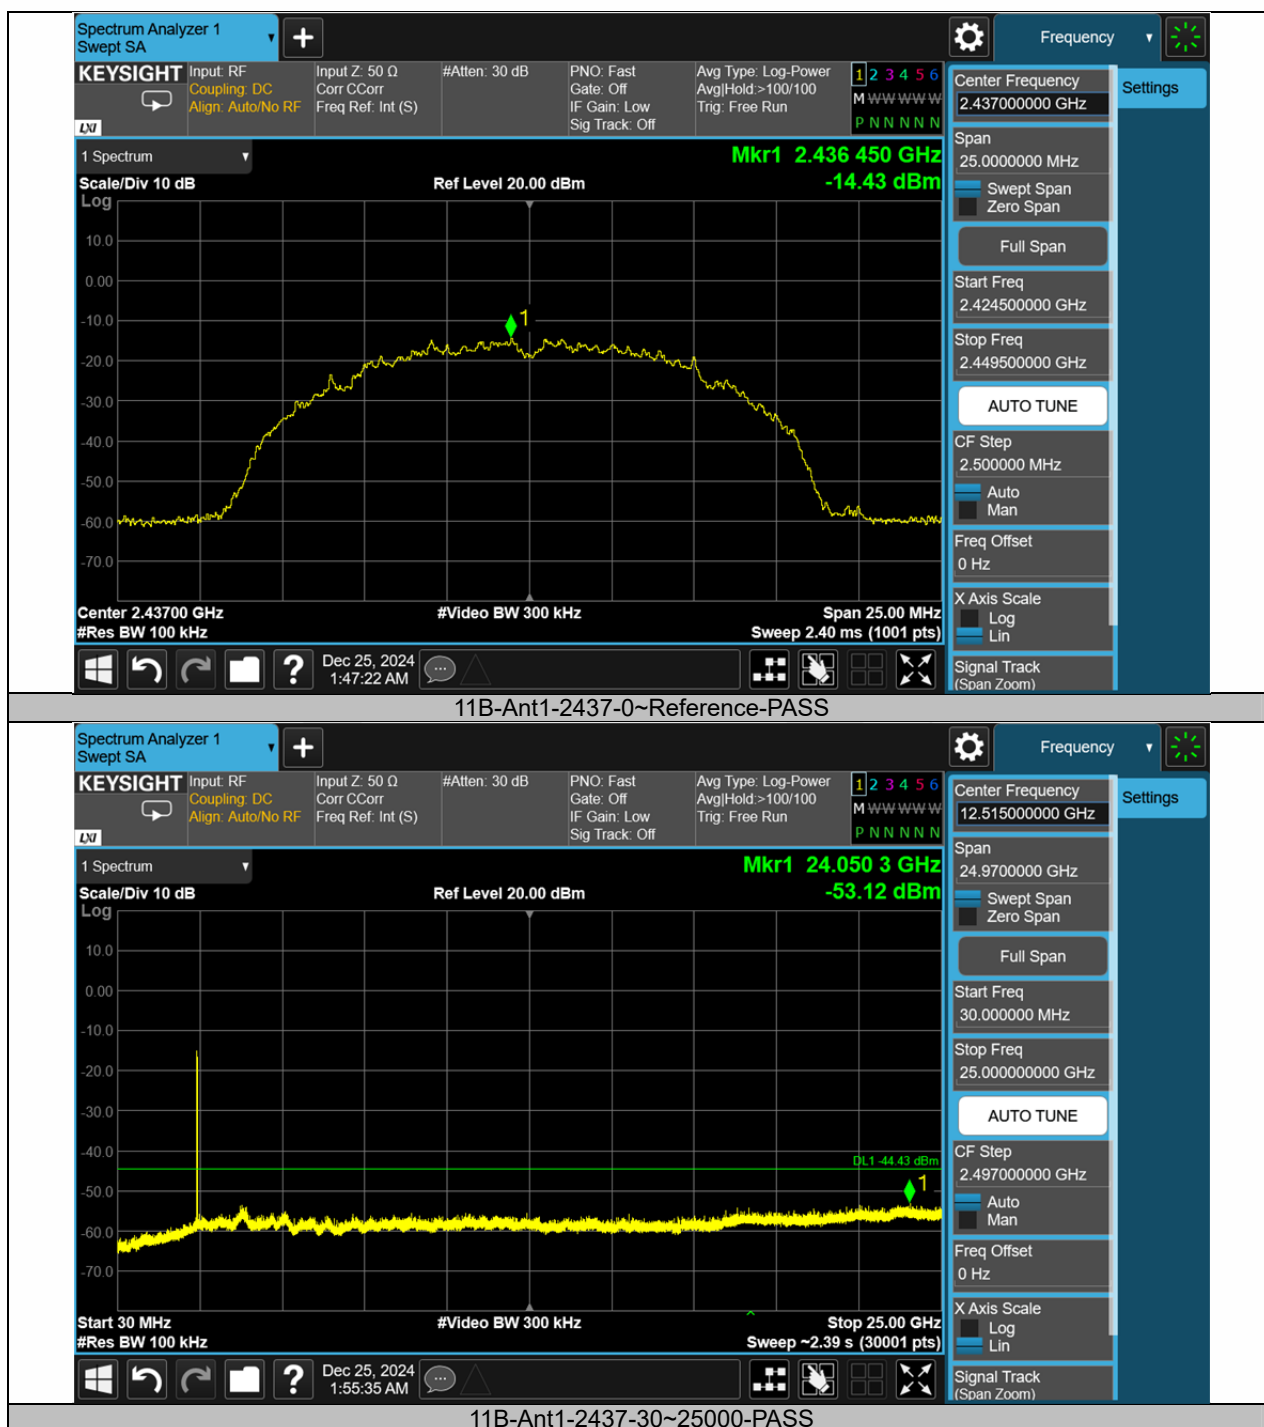 Spectrum Analyzer 1
Swept SA
+
Frequency
KEYSIGHT
LXI
Input: RF
Coupling: DC
Align: Auto/No RF
Input Z: 50 Ω
Corr CCorr
Freq Ref: Int (S)
#Atten: 30 dB
PNO: Fast
Gate: Off
IF Gain: Low
Sig Track: Off
Avg Type: Log-Power
Avg|Hold:>100/100
Trig: Free Run
1 2 3 4 5 6
M W W W W W
P N N N N N
1 Spectrum
Mkr1 2.436 450 GHz
-14.43 dBm
Scale/Div 10 dB
Ref Level 20.00 dBm
Log
10.0
0.00
-10.0
-20.0
-30.0
-40.0
-50.0
-60.0
-70.0
1
Center 2.43700 GHz
#Video BW 300 kHz
Span 25.00 MHz
#Res BW 100 kHz
Sweep 2.40 ms (1001 pts)
Center Frequency
2.437000000 GHz
Settings
Span
25.0000000 MHz
Swept Span
Zero Span
Full Span
Start Freq
2.424500000 GHz
Stop Freq
2.449500000 GHz
AUTO TUNE
CF Step
2.500000 MHz
Auto
Man
Freq Offset
0 Hz
X Axis Scale
Log
Lin
Signal Track
(Span Zoom)
?
Dec 25, 2024
1:47:22 AM
11B-Ant1-2437-0~Reference-PASS
Spectrum Analyzer 1
Swept SA
+
Frequency
KEYSIGHT
LXI
Input: RF
Coupling: DC
Align: Auto/No RF
Input Z: 50 Ω
Corr CCorr
Freq Ref: Int (S)
#Atten: 30 dB
PNO: Fast
Gate: Off
IF Gain: Low
Sig Track: Off
Avg Type: Log-Power
Avg|Hold:>100/100
Trig: Free Run
1 2 3 4 5 6
M W W W W W
P N N N N N
1 Spectrum
Mkr1 24.050 3 GHz
-53.12 dBm
Scale/Div 10 dB
Ref Level 20.00 dBm
Log
10.0
0.00
-10.0
-20.0
-30.0
-40.0
-50.0
-60.0
-70.0
DL1 -44.43 dBm
1
Start 30 MHz
#Video BW 300 kHz
Stop 25.00 GHz
#Res BW 100 kHz
Sweep ~2.39 s (30001 pts)
Center Frequency
12.515000000 GHz
Settings
Span
24.9700000 GHz
Swept Span
Zero Span
Full Span
Start Freq
30.000000 MHz
Stop Freq
25.000000000 GHz
AUTO TUNE
CF Step
2.497000000 GHz
Auto
Man
Freq Offset
0 Hz
X Axis Scale
Log
Lin
Signal Track
(Span Zoom)
?
Dec 25, 2024
1:55:35 AM
11B-Ant1-2437-30~25000-PASS